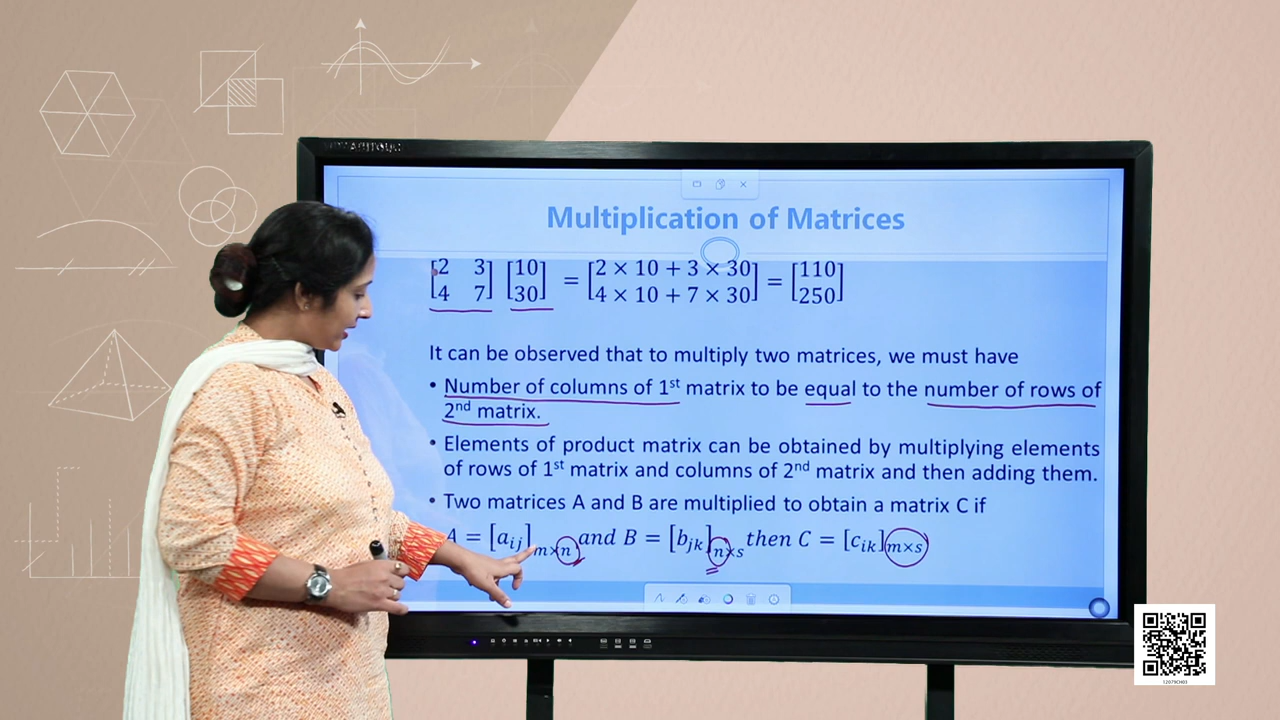 Multiplication of Matrices
[2 3
4 7] [10
30] = [2 × 10 + 3 × 30
4 × 10 + 7 × 30] = [110
250]
It can be observed that to multiply two matrices, we must have
• Number of columns of 1st matrix to be equal to the number of rows of
2nd matrix.
• Elements of product matrix can be obtained by multiplying elements
of rows of 1st matrix and columns of 2nd matrix and then adding them.
• Two matrices A and B are multiplied to obtain a matrix C if
A = [aij]m×n and B = [bjk]n×s then C = [cik]m×s